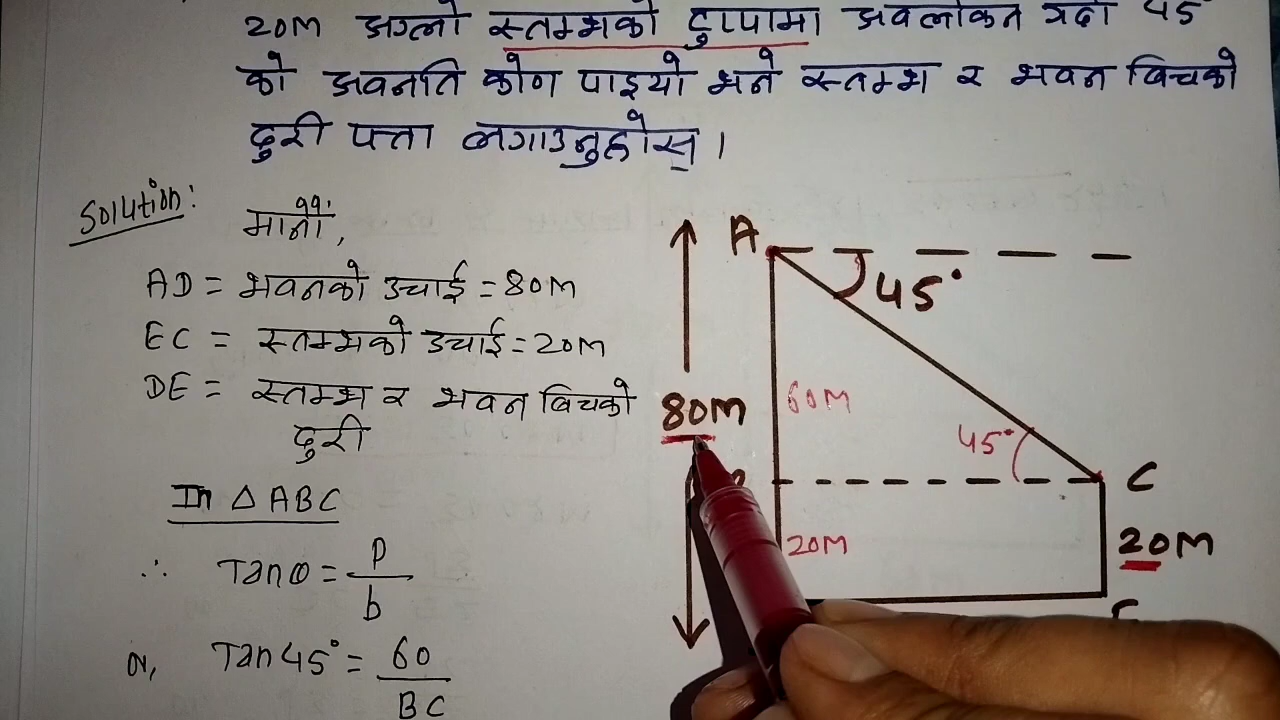 20M अग्लो स्तम्भको टुप्पामा अवलोकन गर्दा 45°
को अवनति कोण पाइयो भने स्तम्भ र भवन बिचको
दुरी पत्ता लगाउनुहोस् ।
Solution:
मानौं,
AD = भवनको उचाई = 80M
EC = स्तम्भको उचाई = 20M
DE = स्तम्भ र भवन बिचको
दुरी
In △ ABC
∴ Tanθ = P/b
or, Tan45° = 60/BC
A
45°
80M
60M
45°
C
20M
20M